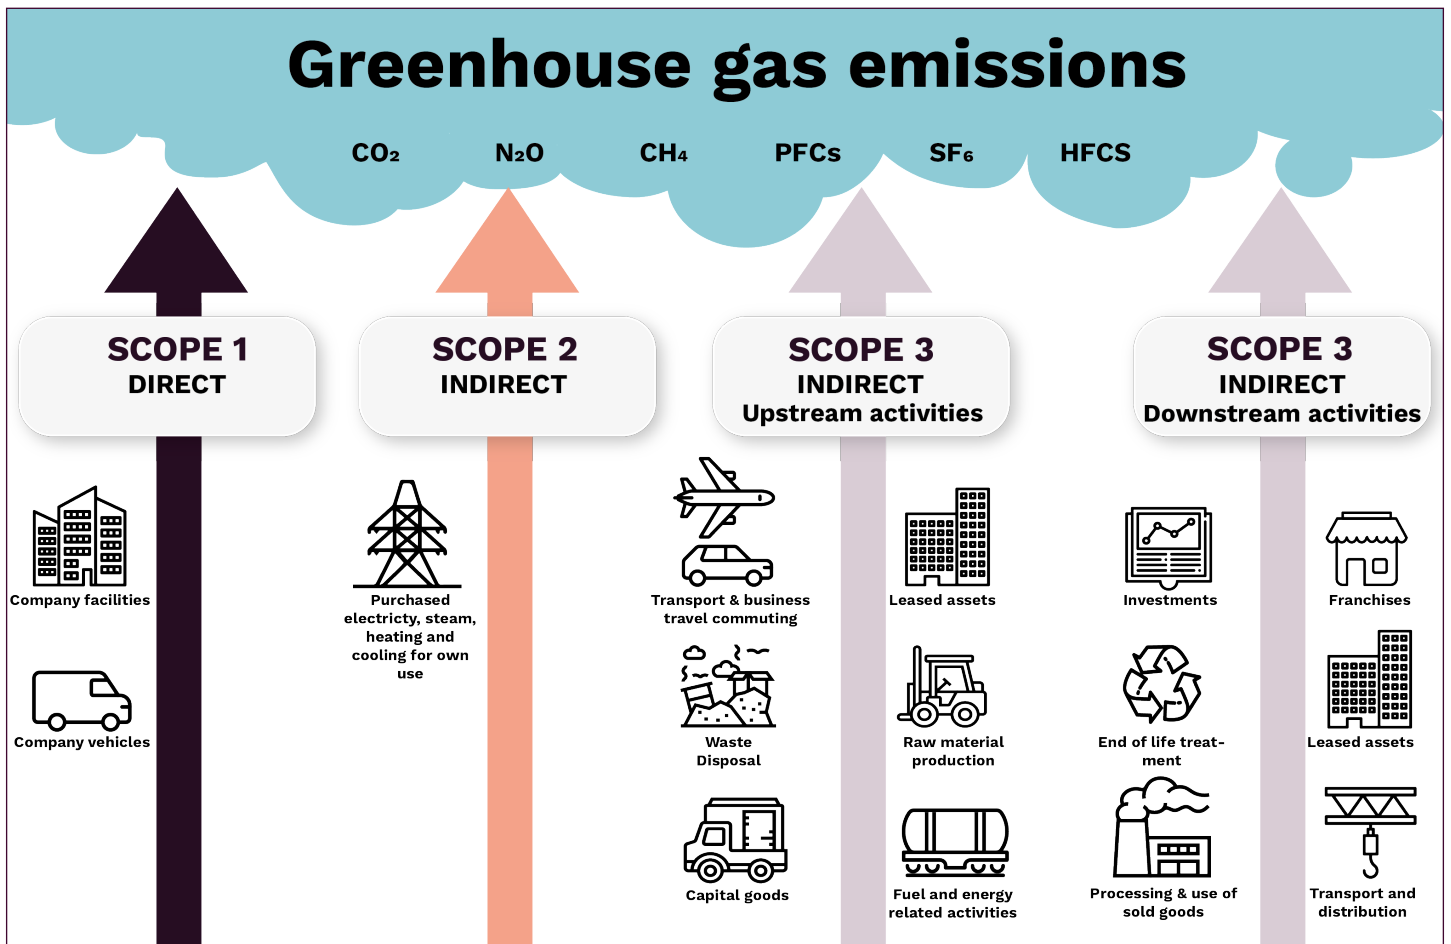 Greenhouse gas emissions
CO₂ N₂O CH₄ PFCs SF₆ HFCS
SCOPE 1
DIRECT
SCOPE 2
INDIRECT
SCOPE 3
INDIRECT
Upstream activities
SCOPE 3
INDIRECT
Downstream activities
Company facilities
Company vehicles
Purchased
electricty, steam,
heating and
cooling for own
use
Transport & business
travel commuting
Leased assets
Waste
Disposal
Raw material
production
Capital goods
Fuel and energy
related activities
Investments
Franchises
End of life treat-
ment
Leased assets
Processing & use of
sold goods
Transport and
distribution